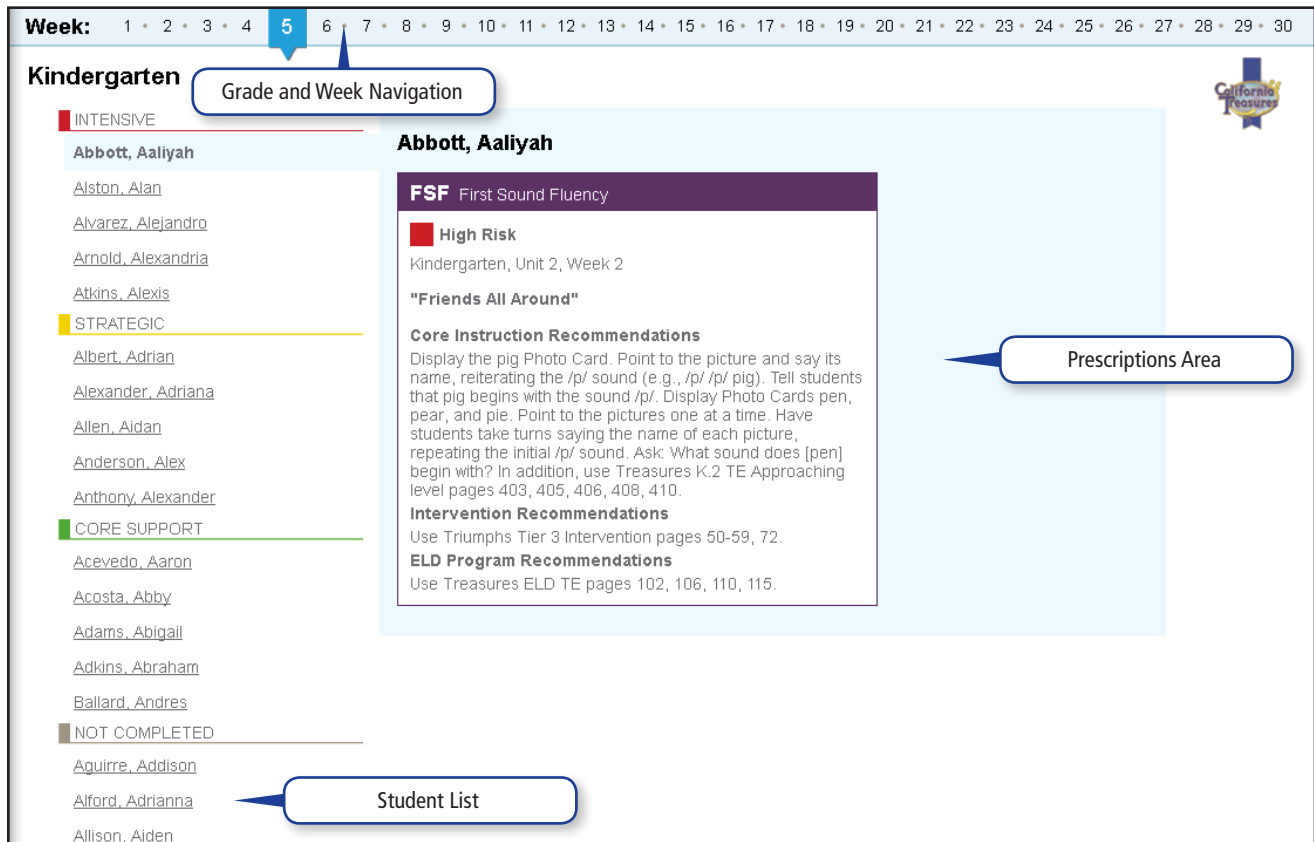 Week: 1 • 2 • 3 • 4 5 6 • 7 • 8 • 9 • 10 • 11 • 12 • 13 • 14 • 15 • 16 • 17 • 18 • 19 • 20 • 21 • 22 • 23 • 24 • 25 • 26 • 27 • 28 • 29 • 30
Kindergarten
Grade and Week Navigation
California
Treasures
INTENSIVE
Abbott, Aaliyah
Alston, Alan
Alvarez, Alejandro
Arnold, Alexandria
Atkins, Alexis
STRATEGIC
Albert, Adrian
Alexander, Adriana
Allen, Aidan
Anderson, Alex
Anthony, Alexander
CORE SUPPORT
Acevedo, Aaron
Acosta, Abby
Adams, Abigail
Adkins, Abraham
Ballard, Andres
NOT COMPLETED
Aguirre, Addison
Alford, Adrianna
Allison, Aiden
Student List
Abbott, Aaliyah
FSF First Sound Fluency
High Risk
Kindergarten, Unit 2, Week 2
"Friends All Around"
Core Instruction Recommendations
Display the pig Photo Card. Point to the picture and say its
name, reiterating the /p/ sound (e.g., /p/ /p/ pig). Tell students
that pig begins with the sound /p/. Display Photo Cards pen,
pear, and pie. Point to the pictures one at a time. Have
students take turns saying the name of each picture,
repeating the initial /p/ sound. Ask: What sound does [pen]
begin with? In addition, use Treasures K.2 TE Approaching
level pages 403, 405, 406, 408, 410.
Intervention Recommendations
Use Triumphs Tier 3 Intervention pages 50-59, 72.
ELD Program Recommendations
Use Treasures ELD TE pages 102, 106, 110, 115.
Prescriptions Area